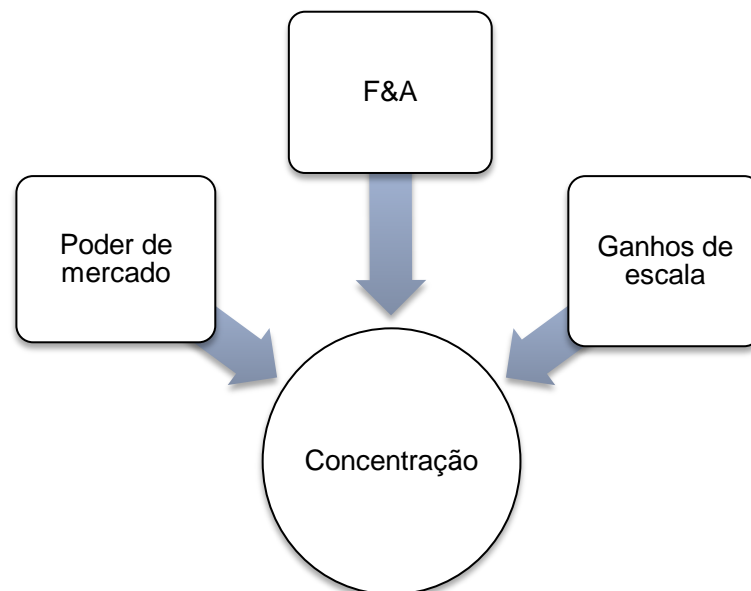 F&A
Poder de
mercado
Ganhos de
escala
Concentração